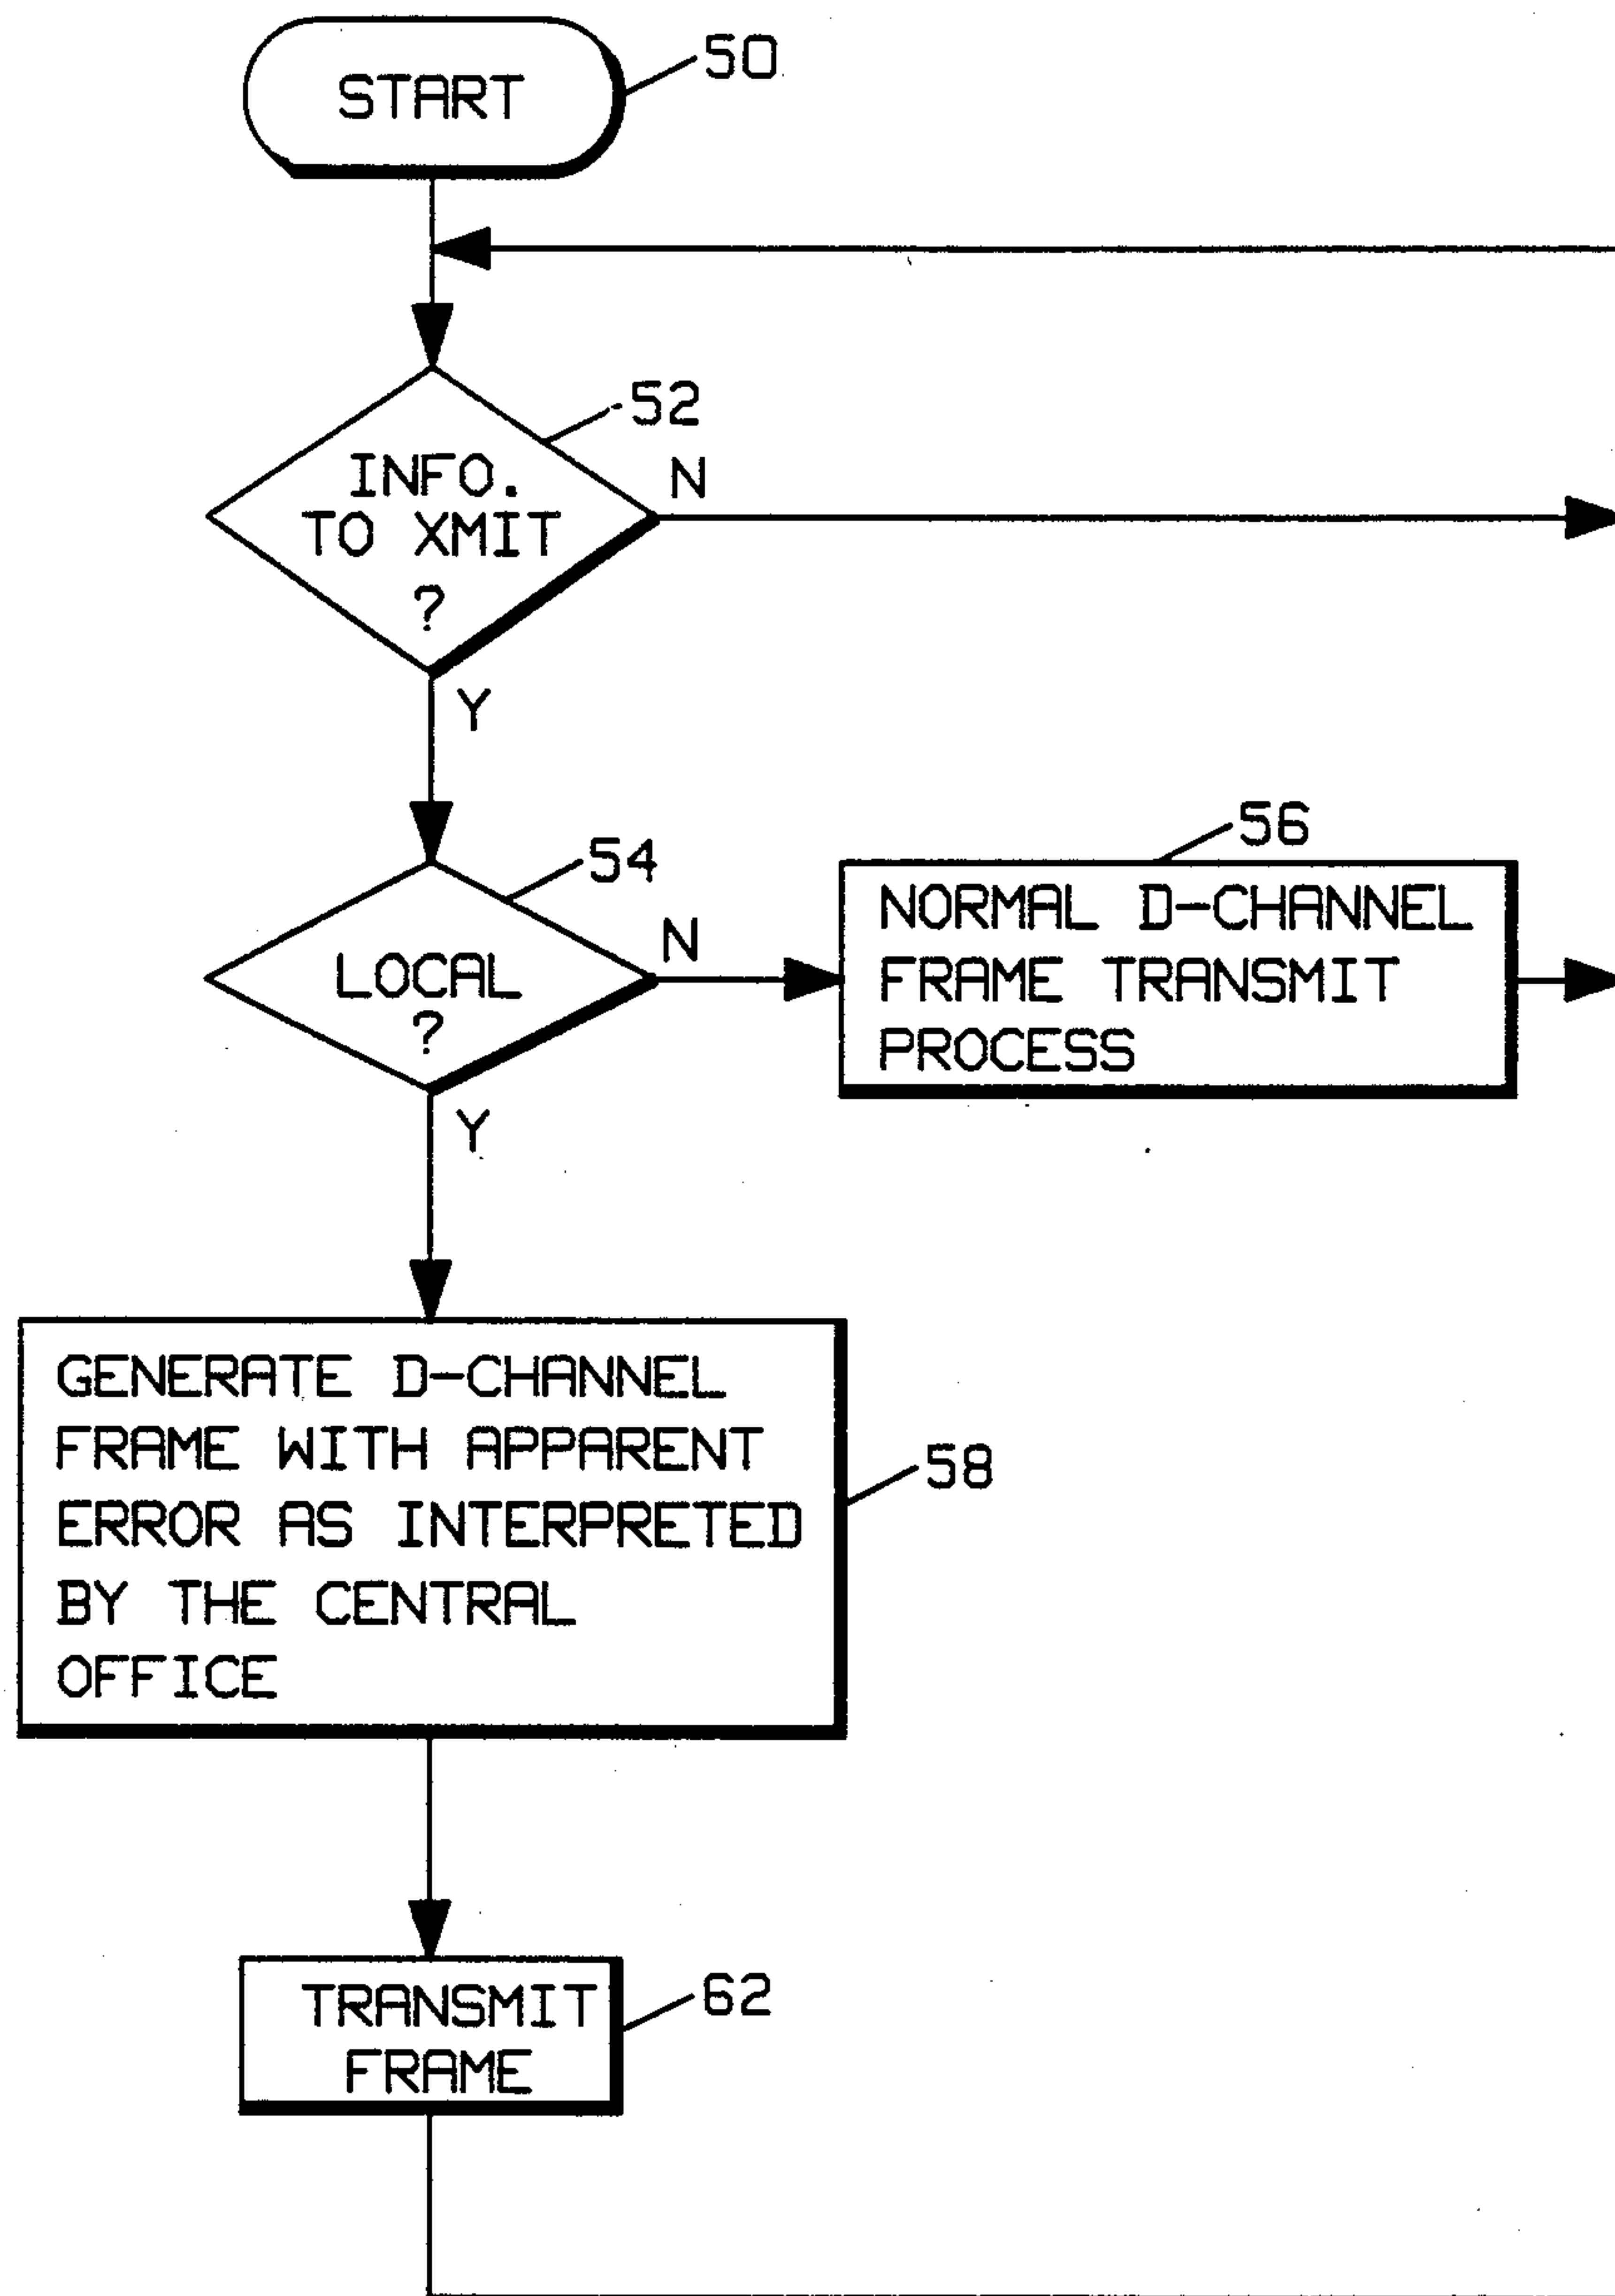 START
50
INFO.
TO XMIT
?
52
N
Y
LOCAL
?
54
N
NORMAL D-CHANNEL
FRAME TRANSMIT
PROCESS
56
Y
GENERATE D-CHANNEL
FRAME WITH APPARENT
ERROR AS INTERPRETED
BY THE CENTRAL
OFFICE
58
TRANSMIT
FRAME
62